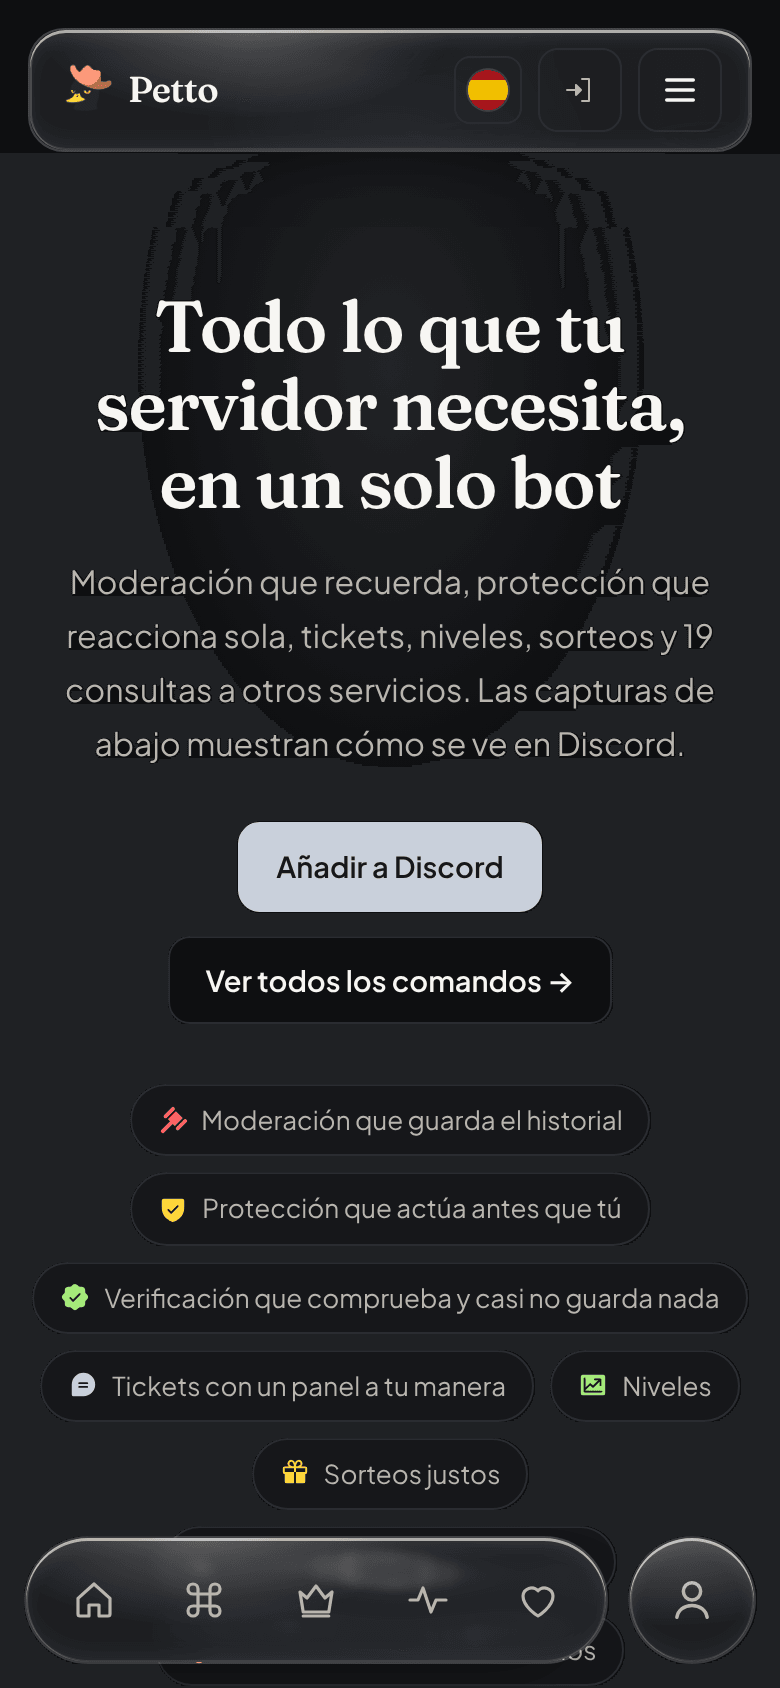 Petto
Todo lo que tu
servidor necesita,
en un solo bot
Moderación que recuerda, protección que
reacciona sola, tickets, niveles, sorteos y 19
consultas a otros servicios. Las capturas de
abajo muestran cómo se ve en Discord.
Añadir a Discord
Ver todos los comandos →
Moderación que guarda el historial
Protección que actúa antes que tú
Verificación que comprueba y casi no guarda nada
Tickets con un panel a tu manera
Niveles
Sorteos justos